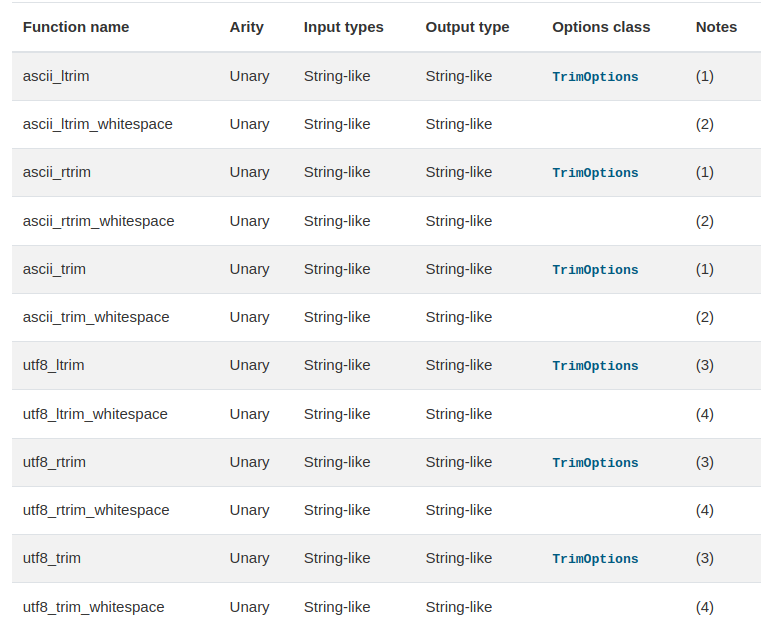 Function name Arity Input types Output type Options class Notes
ascii_ltrim Unary String-like String-like TrimOptions (1)
ascii_ltrim_whitespace Unary String-like String-like (2)
ascii_rtrim Unary String-like String-like TrimOptions (1)
ascii_rtrim_whitespace Unary String-like String-like (2)
ascii_trim Unary String-like String-like TrimOptions (1)
ascii_trim_whitespace Unary String-like String-like (2)
utf8_ltrim Unary String-like String-like TrimOptions (3)
utf8_ltrim_whitespace Unary String-like String-like (4)
utf8_rtrim Unary String-like String-like TrimOptions (3)
utf8_rtrim_whitespace Unary String-like String-like (4)
utf8_trim Unary String-like String-like TrimOptions (3)
utf8_trim_whitespace Unary String-like String-like (4)